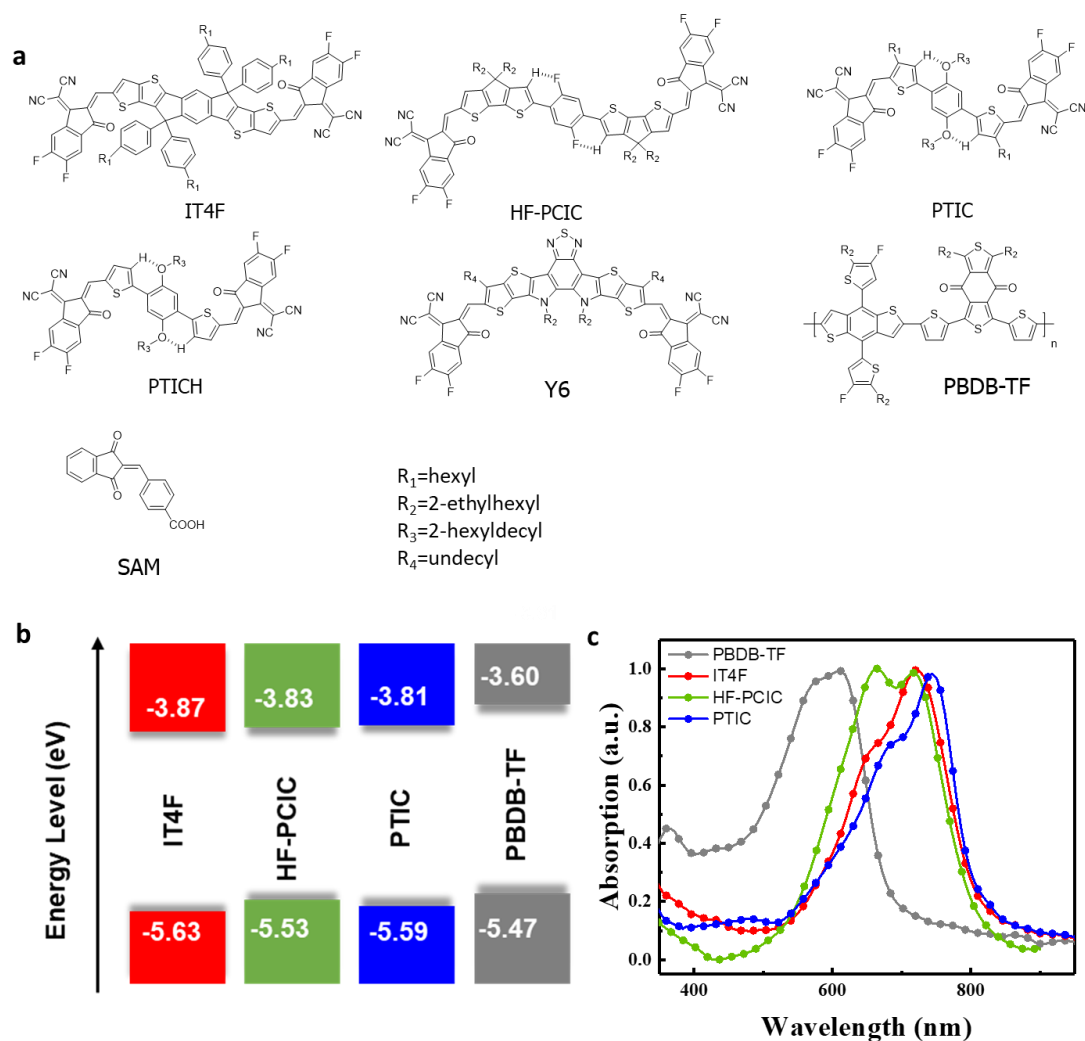 a
R1
R1
S
S
F
F
O
NC
CN
NC
CN
O
S
S
CN
CN
F
F
R1
R1
IT4F
R2
R2
H
F
S
S
O
F
F
CN
CN
NC
NC
O
F
H
S
S
R2
R2
F
F
HF-PCIC
R1
H
R3
O
S
O
F
F
NC
CN
O
O
R3
H
S
R1
CN
CN
F
F
PTIC
H
R3
O
S
O
F
F
NC
CN
O
O
R3
H
S
NC
CN
F
F
PTICH
S
N
N
R4
R4
S
S
S
S
N
N
R2
R2
NC
CN
NC
CN
O
O
F
F
F
F
Y6
R2
F
S
S
R2
R2
O
O
S
S
S
S
S
n
S
F
R2
PBDB-TF
O
O
COOH
SAM
R1=hexyl
R2=2-ethylhexyl
R3=2-hexyldecyl
R4=undecyl
b
Energy Level (eV)
-3.87
-3.83
-3.81
-3.60
IT4F
HF-PCIC
PTIC
PBDB-TF
-5.63
-5.53
-5.59
-5.47
c
PBDB-TF
IT4F
HF-PCIC
PTIC
Absorption (a.u.)
1.0
0.8
0.6
0.4
0.2
0.0
400
600
800
Wavelength (nm)